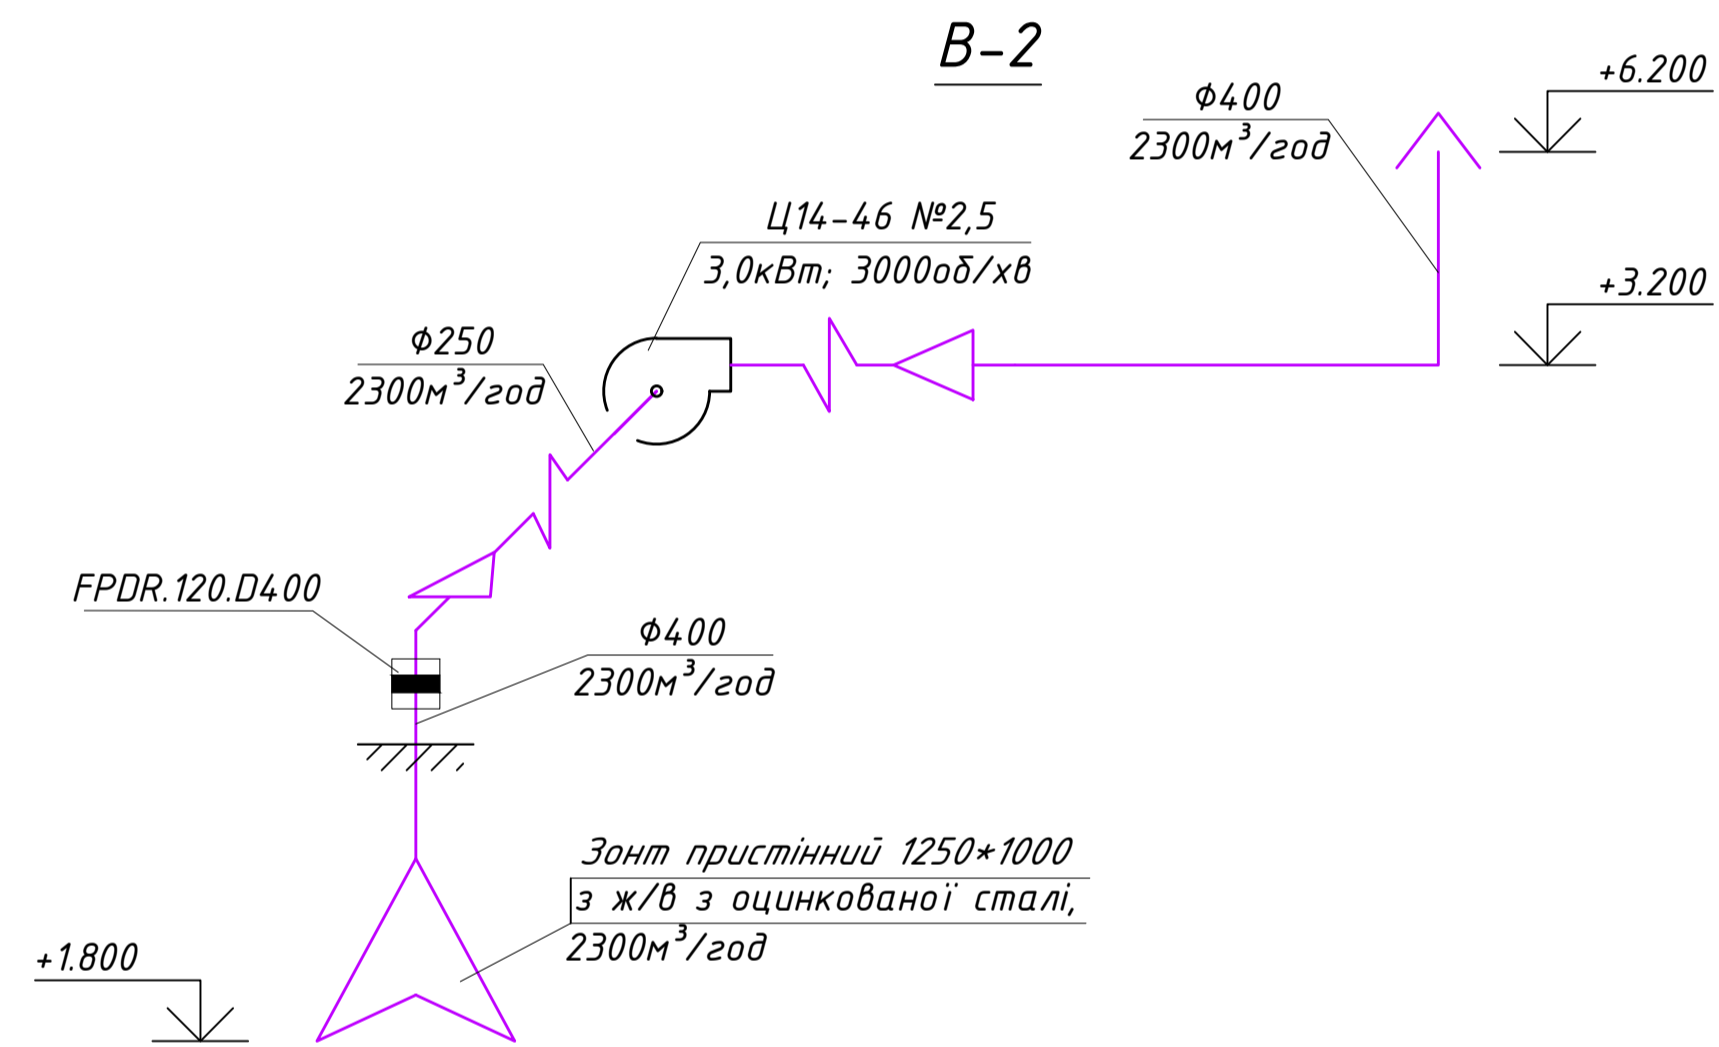 В-2
+6.200
Ф400
2300м³/год
Ц14-46 №2,5
3,0кВт; 3000об/хв
+3.200
Ф250
2300м³/год
FPDR.120.D400
Ф400
2300м³/год
Зонт пристінний 1250*1000
з ж/в з оцинкованої сталі,
2300м³/год
+1.800